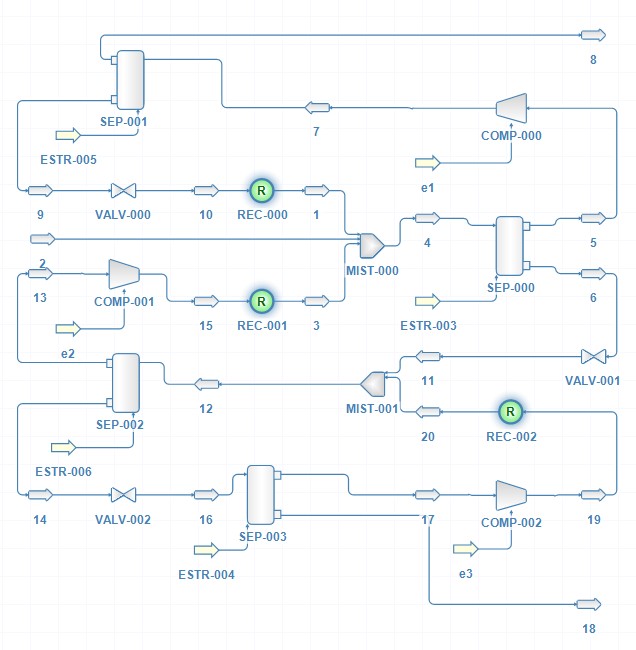 8
SEP-001
7
COMP-000
ESTR-005
e1
R
9
VALV-000
10
REC-000
1
4
5
2
MIST-000
SEP-000
13
COMP-001
15
R
REC-001
3
ESTR-003
6
e2
12
MIST-001
11
VALV-001
SEP-002
20
R
REC-002
ESTR-006
14
VALV-002
16
SEP-003
17
COMP-002
19
ESTR-004
e3
18